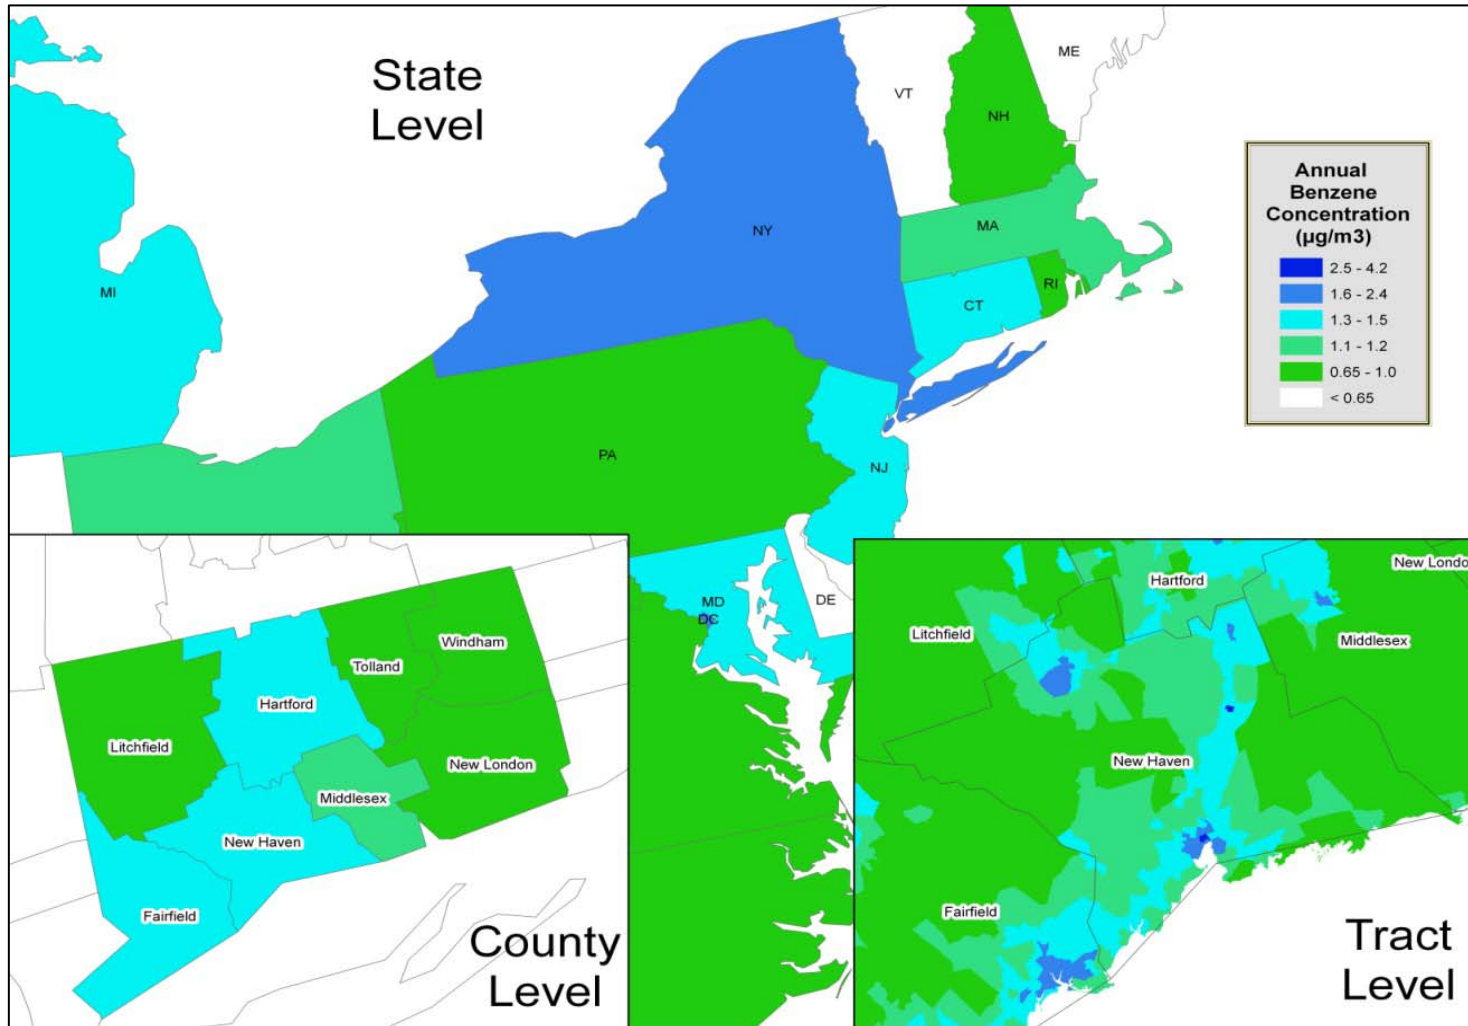 State
Level
ME
VT
NH
NY
MA
MI
CT
RI
PA
NJ
MD
DC
DE
Annual
Benzene
Concentration
(µg/m3)
2.5 - 4.2
1.6 - 2.4
1.3 - 1.5
1.1 - 1.2
0.65 - 1.0
< 0.65
Windham
Tolland
Hartford
Litchfield
New London
Middlesex
New Haven
Fairfield
County
Level
New Londo
Hartford
Litchfield
Middlesex
New Haven
Fairfield
Tract
Level